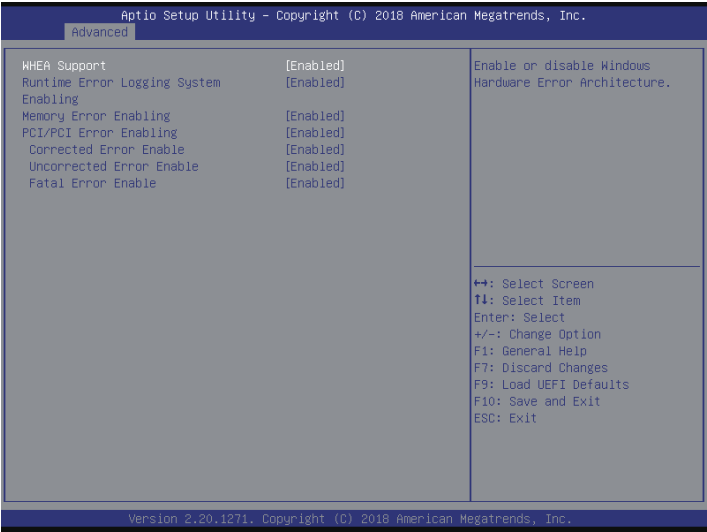 Aptio Setup Utility – Copyright (C) 2018 American Megatrends, Inc.
Advanced
WHEA Support [Enabled]
Runtime Error Logging System [Enabled]
Enabling
Memory Error Enabling [Enabled]
PCI/PCI Error Enabling [Enabled]
Corrected Error Enable [Enabled]
Uncorrected Error Enable [Enabled]
Fatal Error Enable [Enabled]
Enable or disable Windows
Hardware Error Architecture.
↔: Select Screen
↑↓: Select Item
Enter: Select
+/-: Change Option
F1: General Help
F7: Discard Changes
F9: Load UEFI Defaults
F10: Save and Exit
ESC: Exit
Version 2.20.1271. Copyright (C) 2018 American Megatrends, Inc.